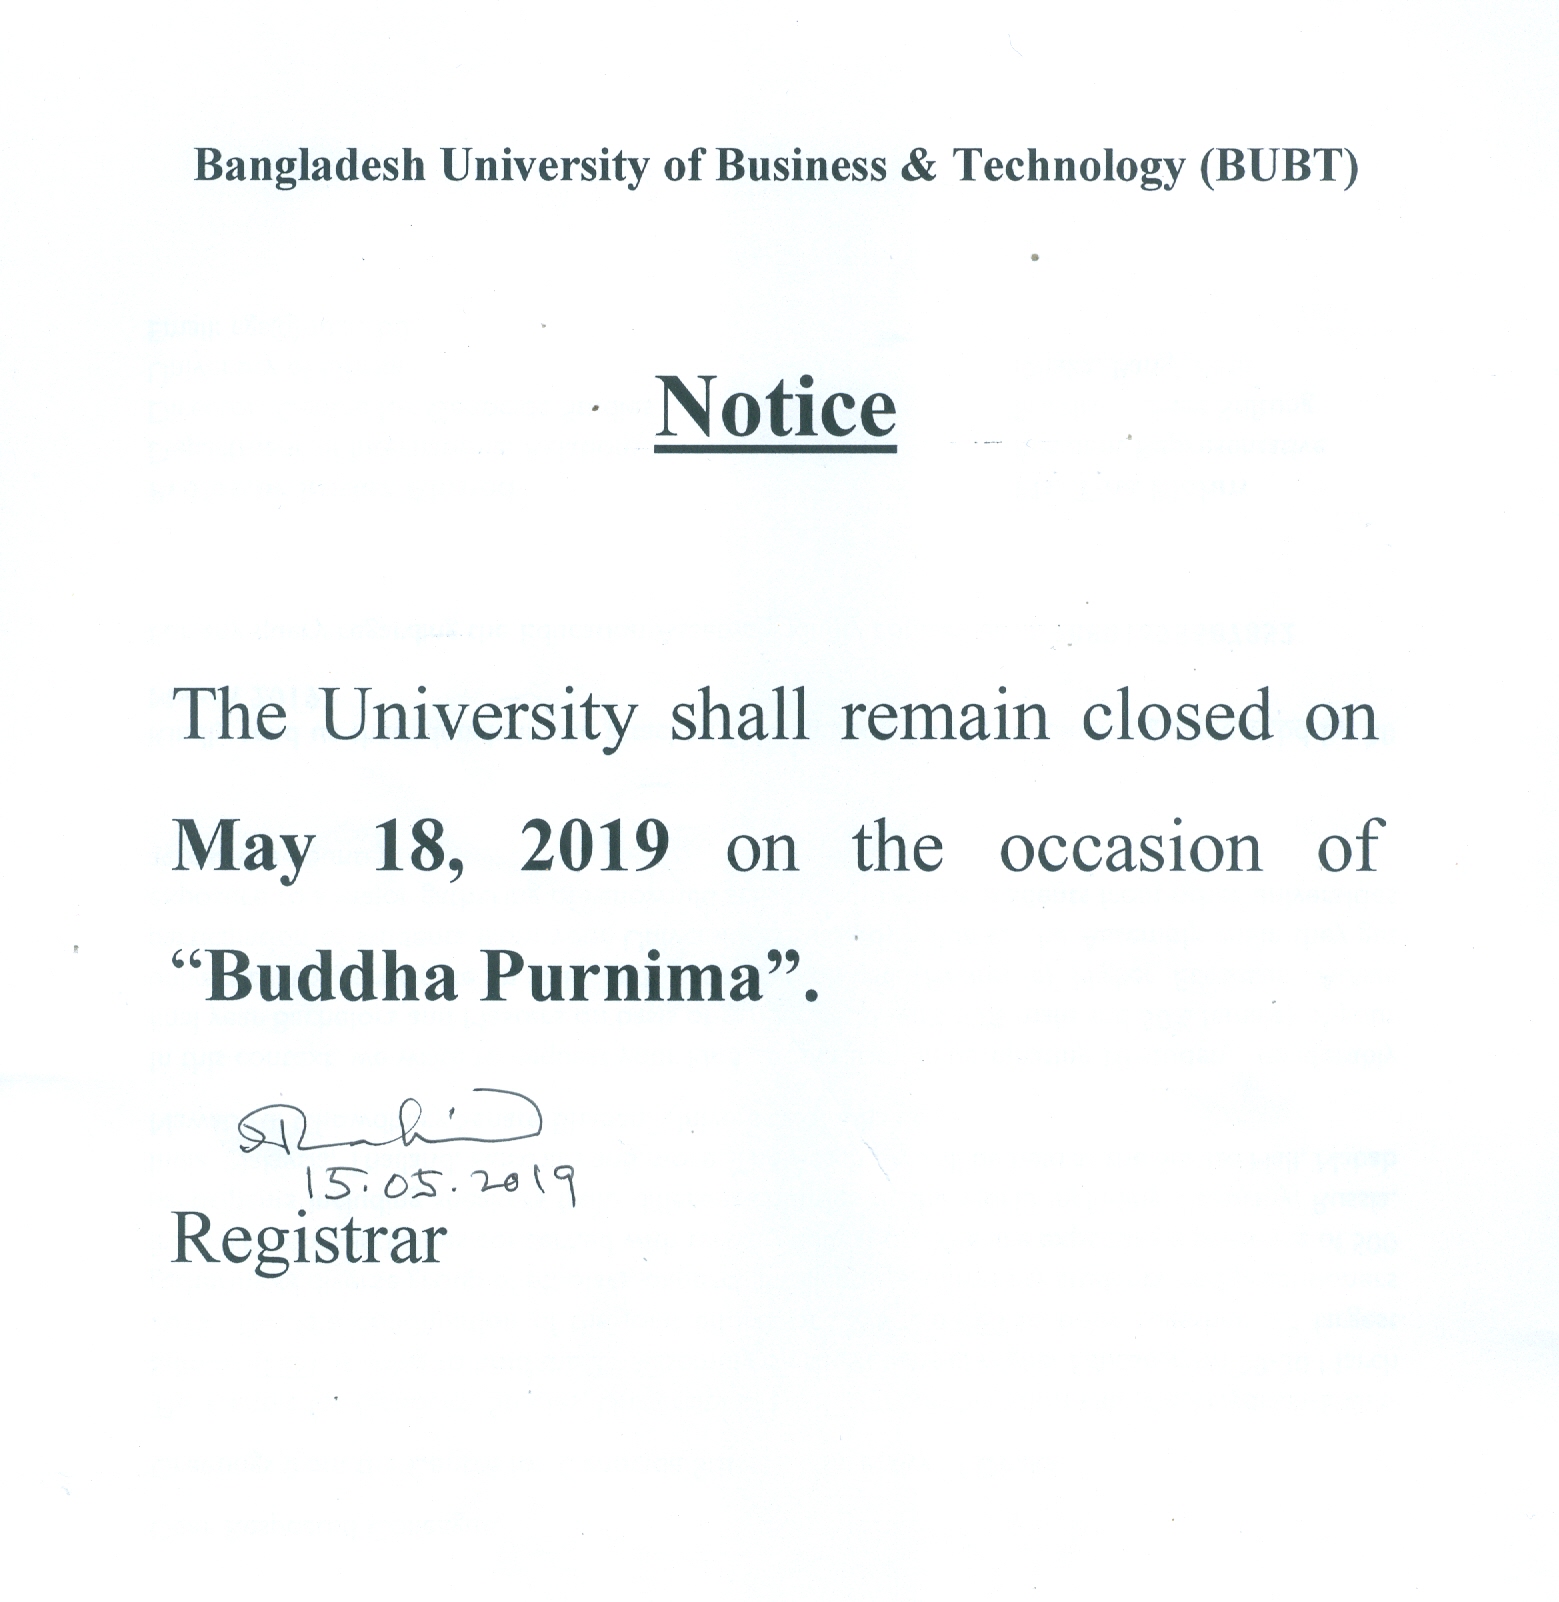 Bangladesh University of Business & Technology (BUBT)
Notice
The University shall remain closed on
May 18, 2019 on the occasion of
“Buddha Purnima”.
15.05.2019
Registrar